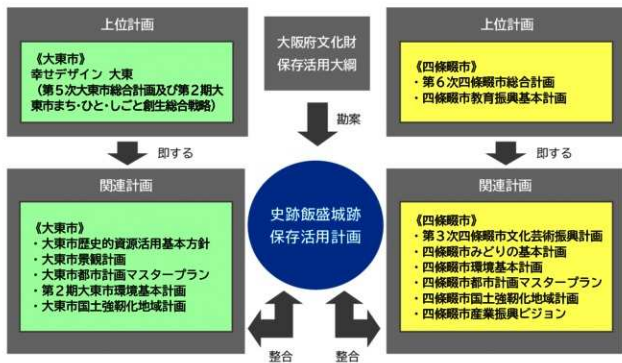 上位計画
《大東市》
幸せデザイン 大東
（第5次大東市総合計画及び第2期大
東市まち・ひと・しごと創生総合戦略）
即する
関連計画
《大東市》
・大東市歴史的資源活用基本方針
・大東市景観計画
・大東市都市計画マスタープラン
・第2期大東市環境基本計画
・大東市国土強靭化地域計画
大阪府文化財
保存活用大綱
勘案
史跡飯盛城跡
保存活用計画
整合
整合
上位計画
《四條畷市》
・第6次四條畷市総合計画
・四條畷市教育振興基本計画
即する
関連計画
《四條畷市》
・第3次四條畷市文化芸術振興計画
・四條畷市みどりの基本計画
・四條畷市環境基本計画
・四條畷市都市計画マスタープラン
・四條畷市国土強靭化地域計画
・四條畷市産業振興ビジョン